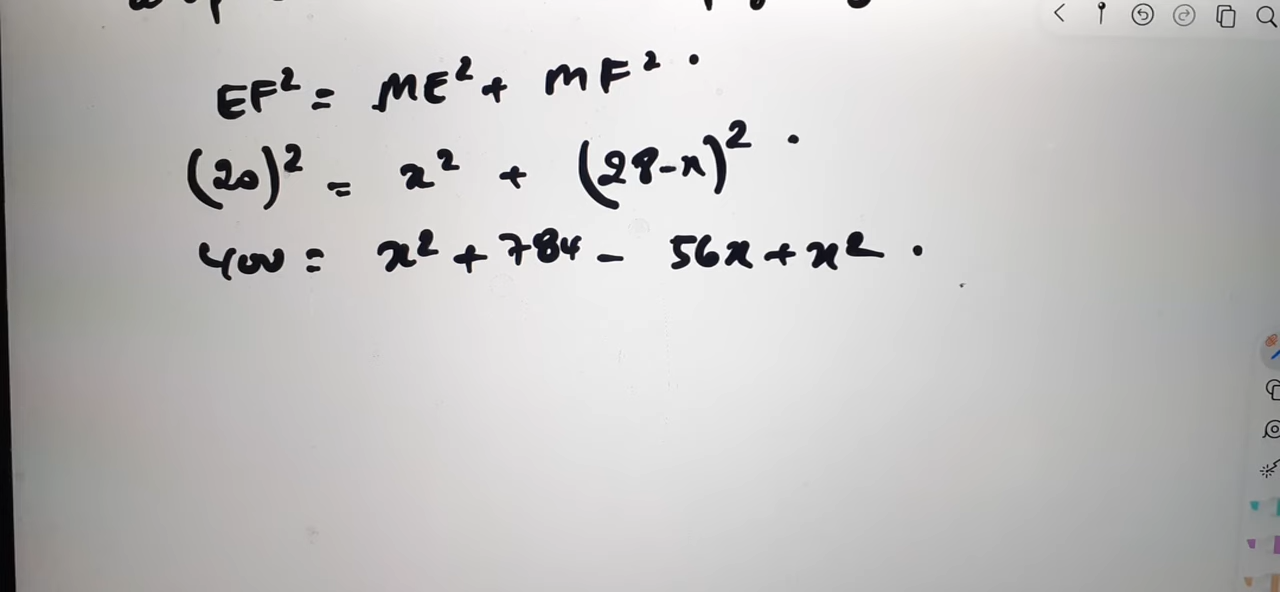 EF² = ME² + MF².
(20)² = x² + (28-x)².
400 = x² + 784 - 56x + x².